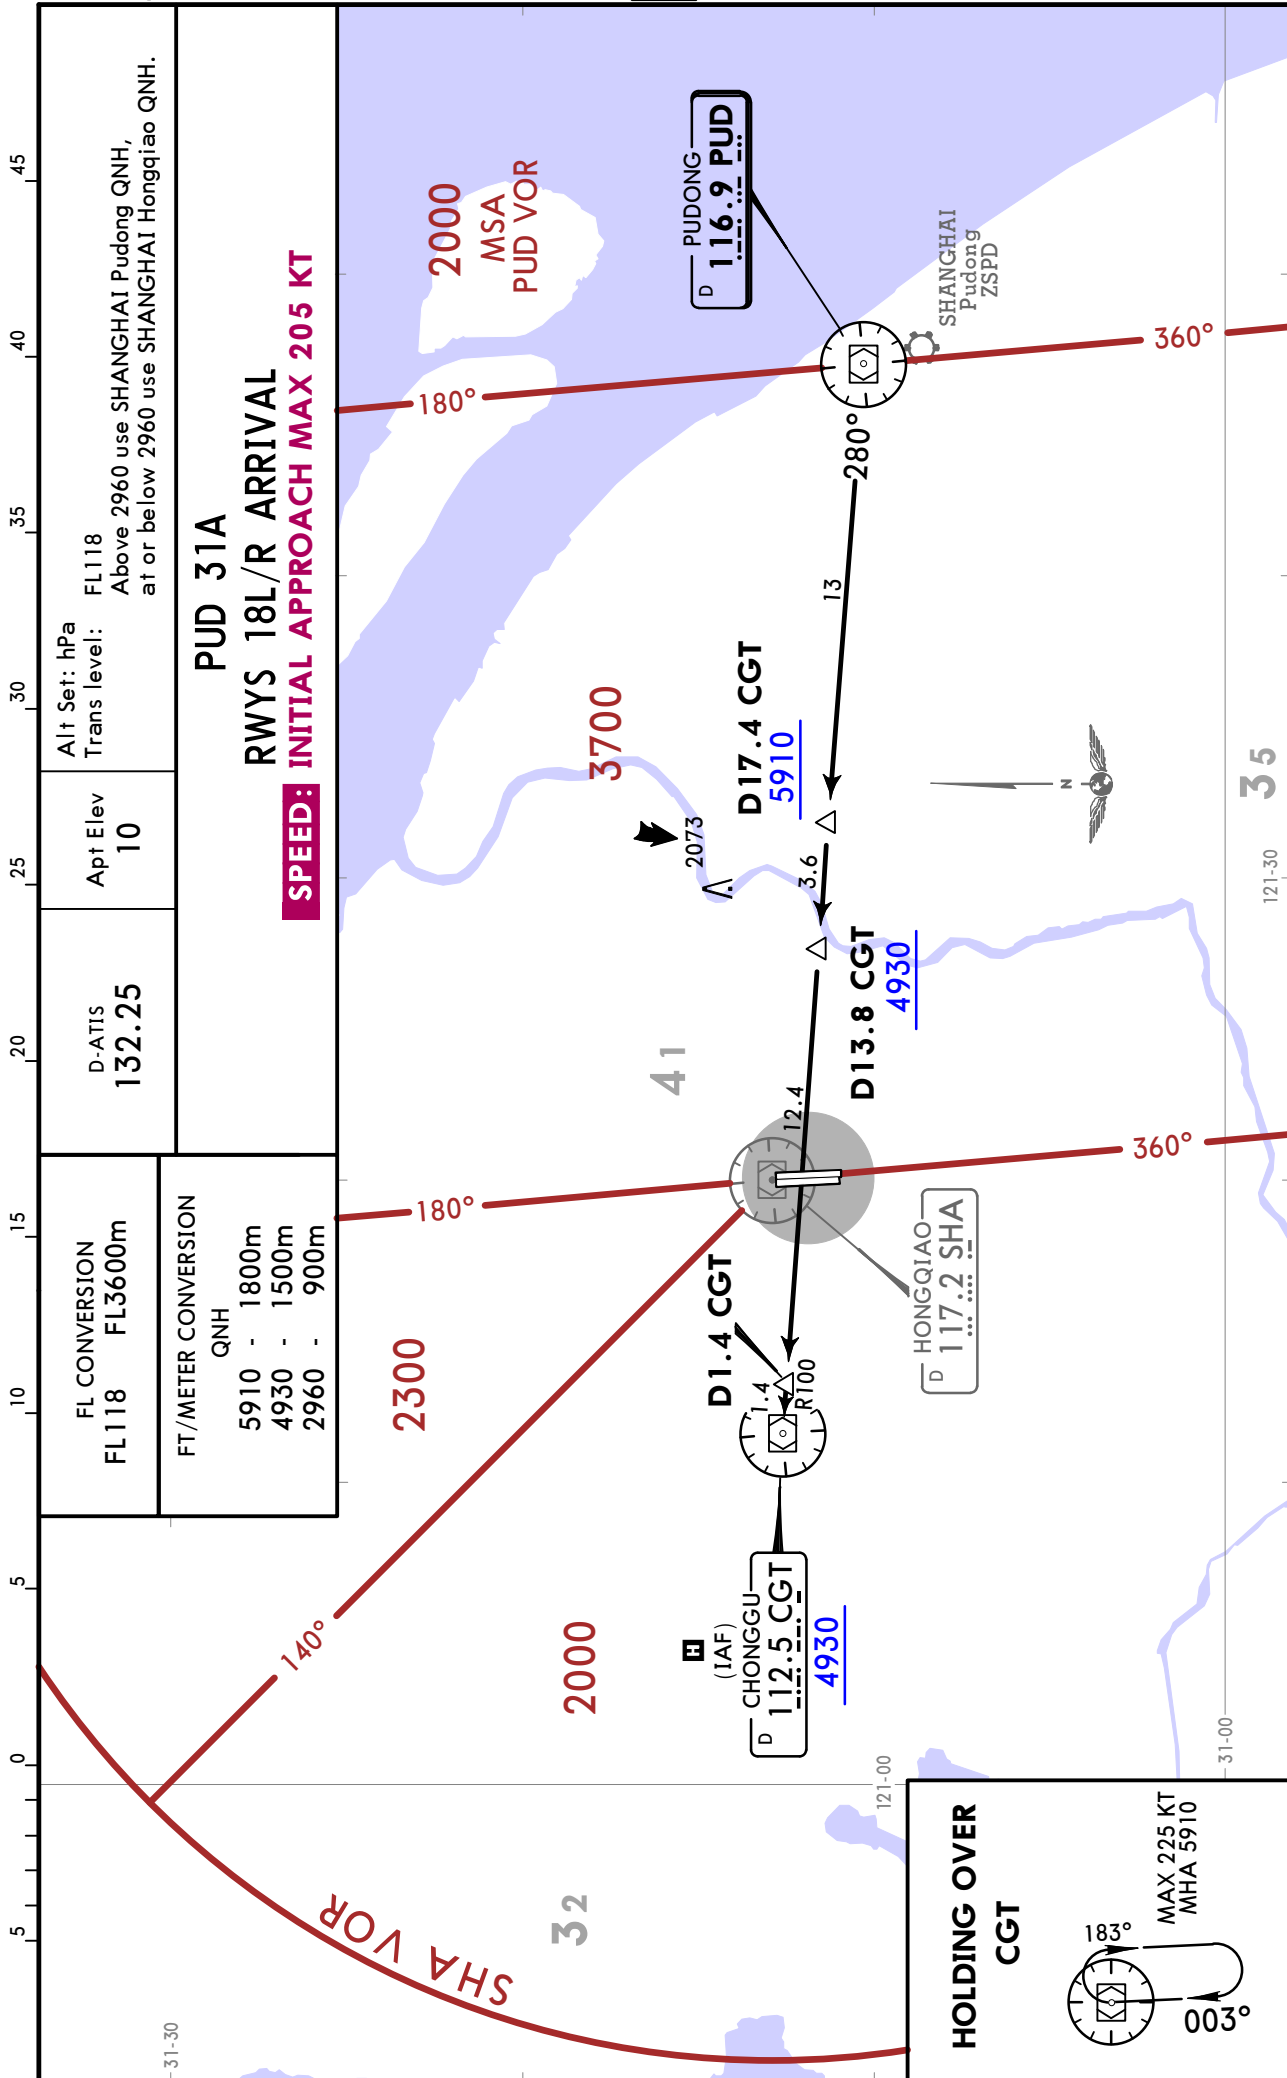 D-ATIS
132.25
Apt Elev
10
Alt Set: hPa
Trans level: FL118
Above 2960 use SHANGHAI Pudong QNH,
at or below 2960 use SHANGHAI Hongqiao QNH.
PUD 31A
RWYS 18L/R ARRIVAL
SPEED: INITIAL APPROACH MAX 205 KT
FL CONVERSION
FL118 FL3600m
FT/METER CONVERSION
QNH
5910 - 1800m
4930 - 1500m
2960 - 900m
5
0
5
10
15
20
25
30
35
40
45
2000
MSA
PUD VOR
180°
3700
2300
180°
140°
2000
SHA VOR
31-30
3 2
4 1
2073
D PUDONG
116.9 PUD
SHANGHAI
Pudong
ZSPD
360°
280°
13
D17.4 CGT
5910
3.6
D13.8 CGT
4930
12.4
D1.4 CGT
1.4
R100
H
(IAF)
D CHONGGU
112.5 CGT
4930
D HONGQIAO
117.2 SHA
360°
N
3 5
121-30
121-00
31-00
HOLDING OVER
CGT
183°
003°
MAX 225 KT
MHA 5910